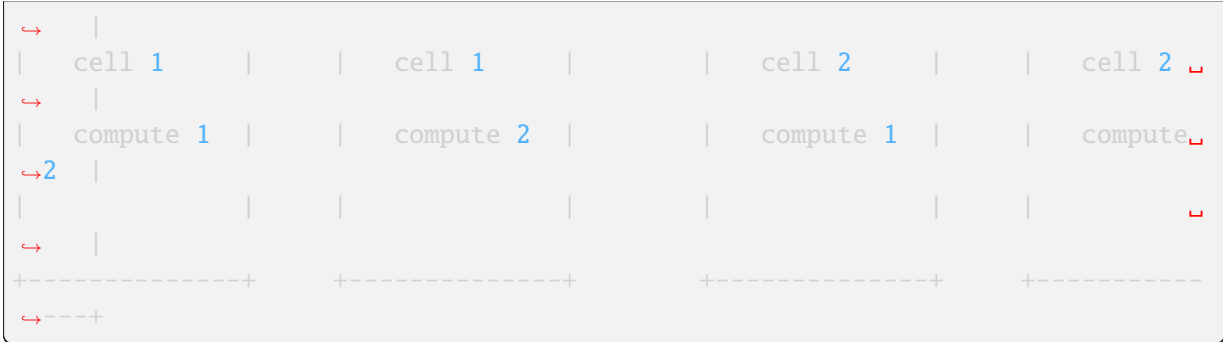 ↪   |
|   cell 1     |     |   cell 1     |        |   cell 2     |     |   cell 2 ␣
↪   |
|   compute 1  |     |   compute 2  |        |   compute 1  |     |   compute␣
↪2  |
|              |     |              |        |              |     |          ␣
↪   |
+--------------+     +--------------+        +--------------+     +-----------
↪---+